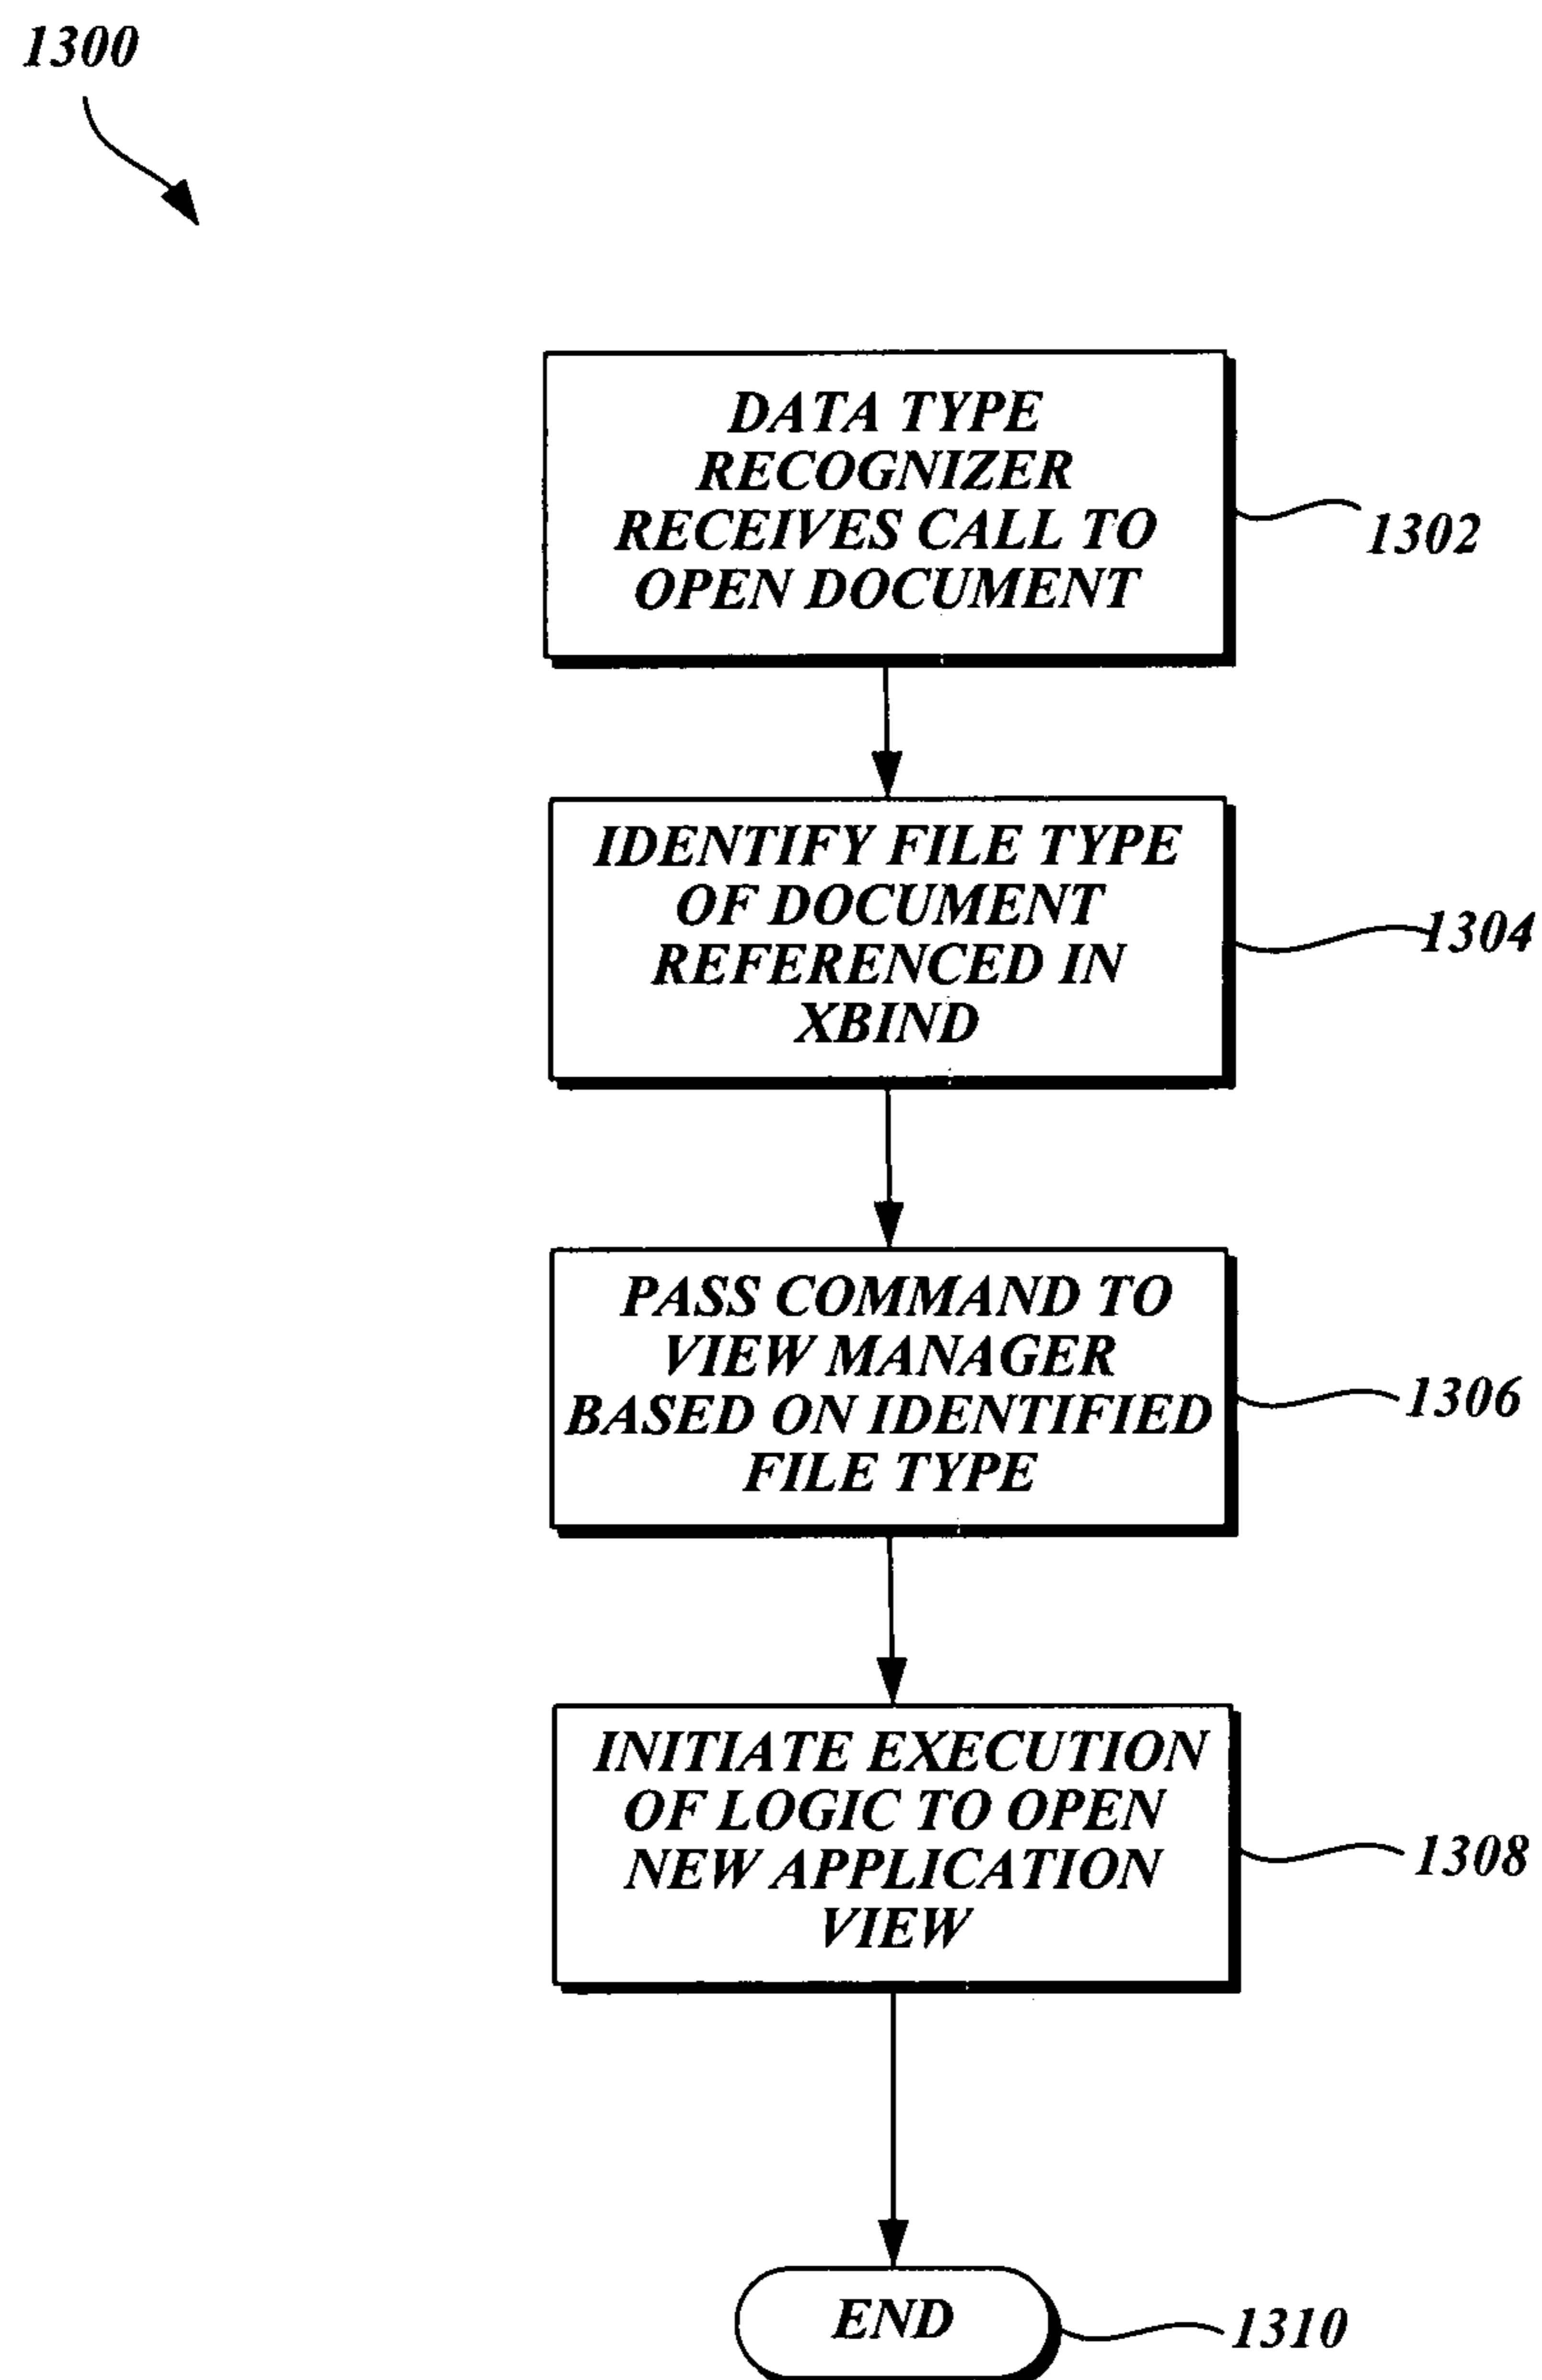 1300
DATA TYPE
RECOGNIZER
RECEIVES CALL TO
OPEN DOCUMENT
1302
IDENTIFY FILE TYPE
OF DOCUMENT
REFERENCED IN
XBIND
1304
PASS COMMAND TO
VIEW MANAGER
BASED ON IDENTIFIED
FILE TYPE
1306
INITIATE EXECUTION
OF LOGIC TO OPEN
NEW APPLICATION
VIEW
1308
END
1310